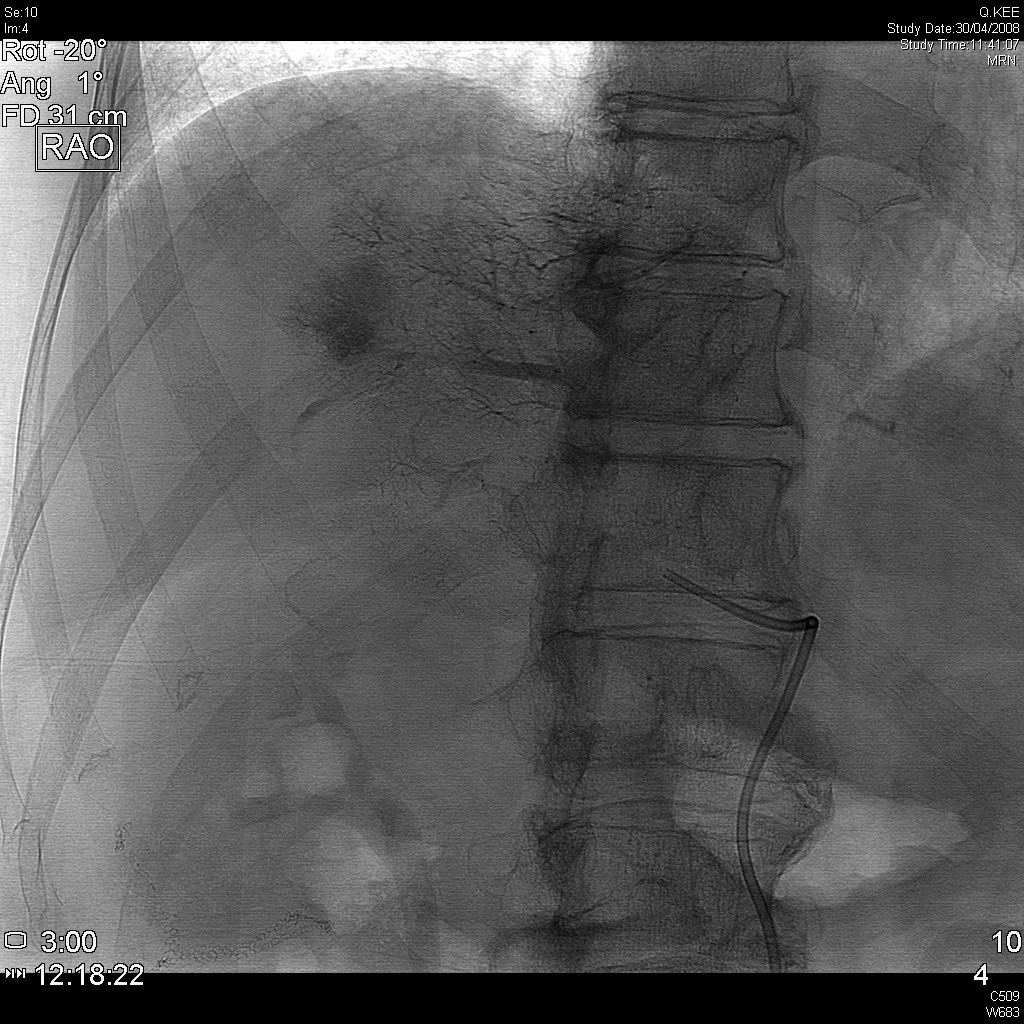 Se:10
Im:4
Q.KEE
Study Date:30/04/2008
Study Time:11:41:07
MRN:
Rot -20°
Ang 1°
FD 31 cm
RAO
3:00
12:18:22
10
4
C509
W683